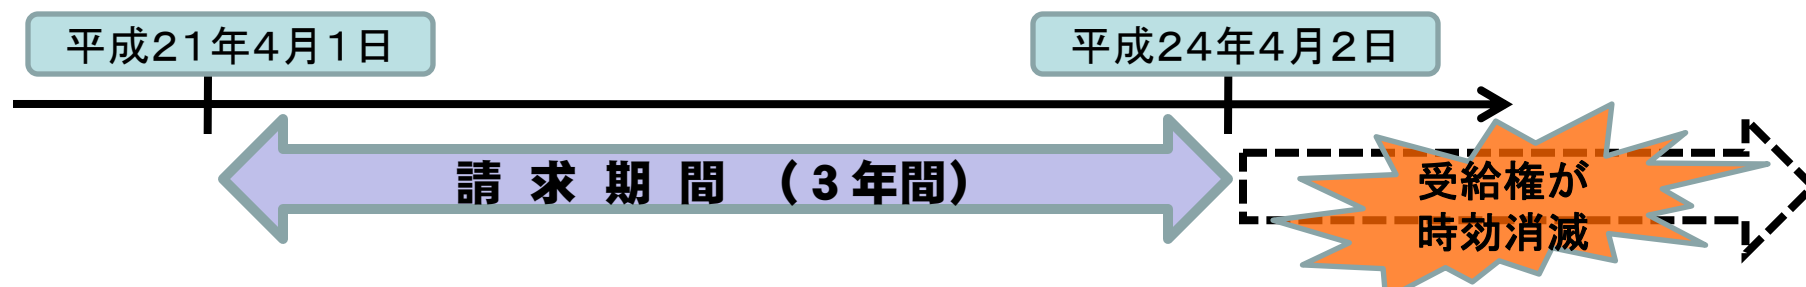 平成２１年４月１日
平成２４年４月２日
請　求　期　間　（３年間）
受給権が
時効消滅